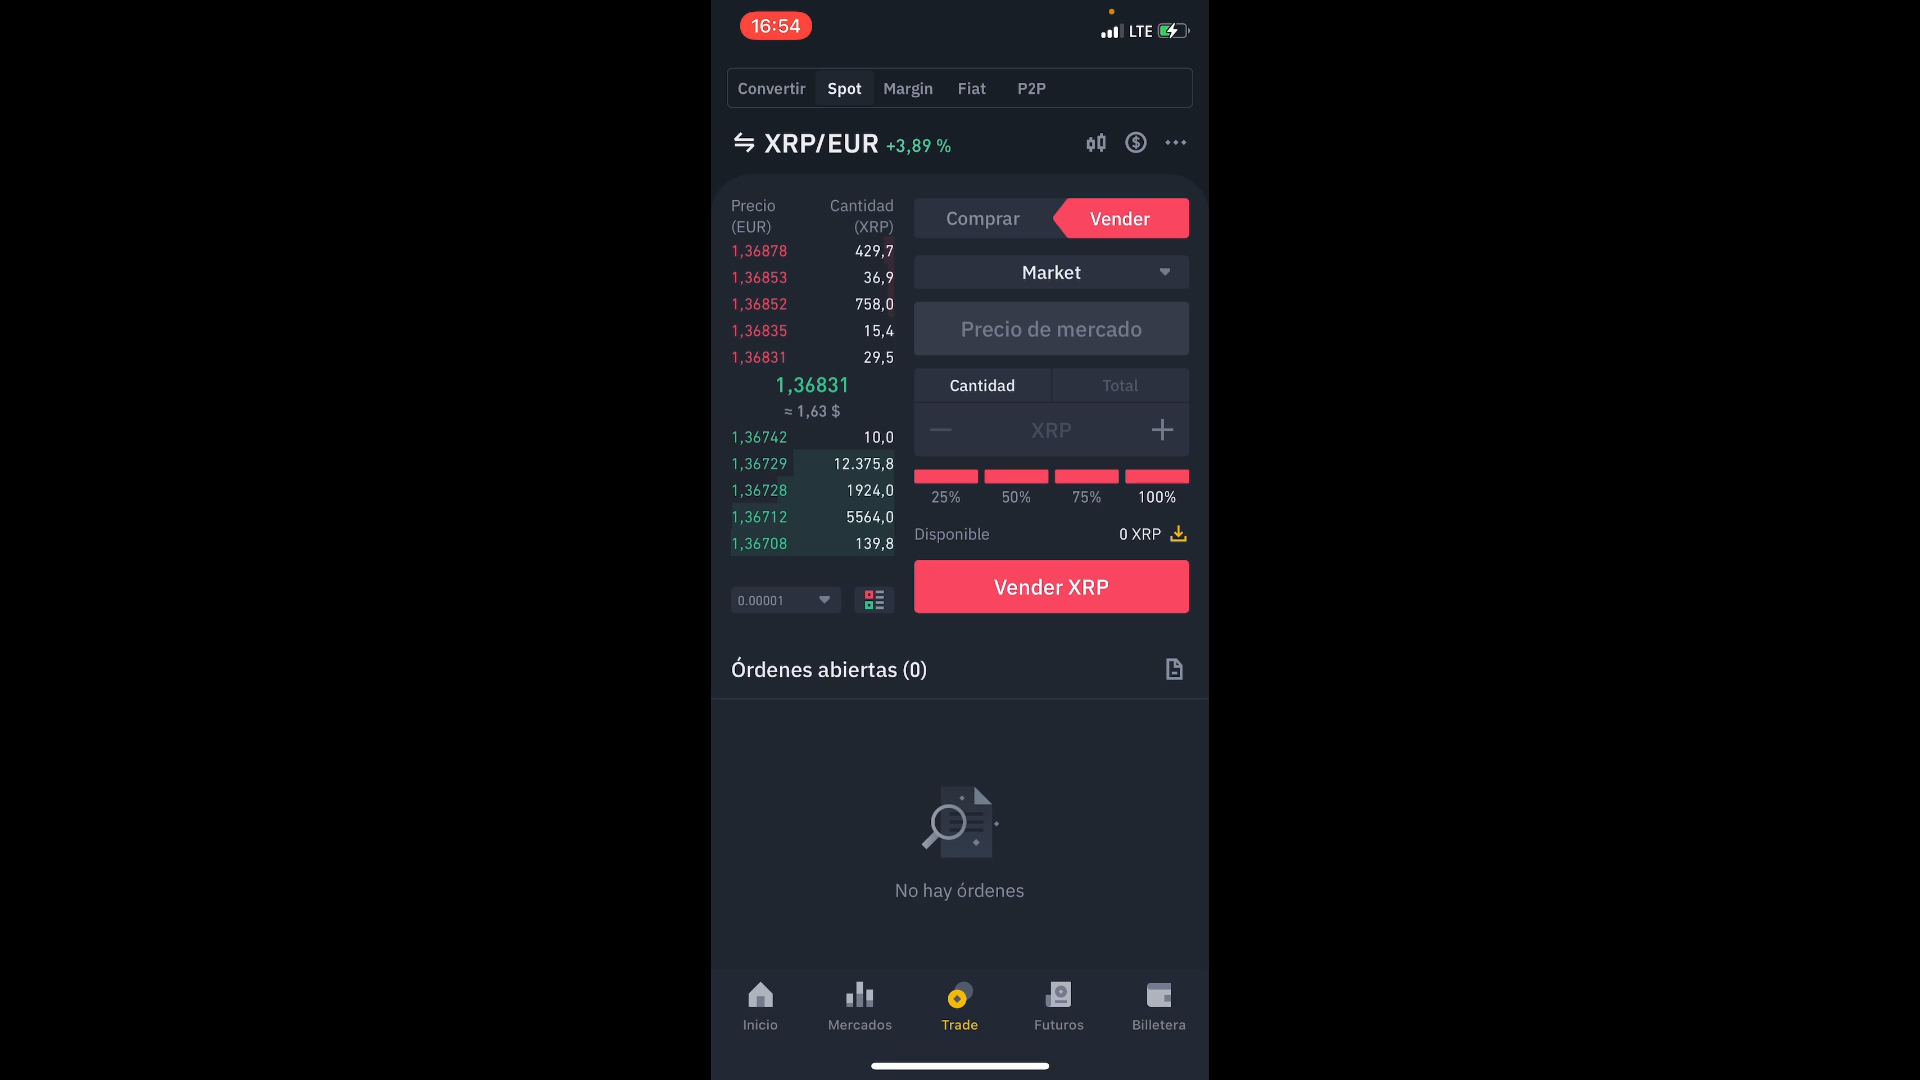 16:54
LTE
Convertir Spot Margin Fiat P2P
XRP/EUR +3,89 %
Precio (EUR) Cantidad (XRP)
1,36878 429,7
1,36853 36,9
1,36852 758,0
1,36835 15,4
1,36831 29,5
1,36831
≈ 1,63 $
1,36742 10,0
1,36729 12.375,8
1,36728 1924,0
1,36712 5564,0
1,36708 139,8
0.00001
Comprar Vender
Market
Precio de mercado
Cantidad Total
XRP
25% 50% 75% 100%
Disponible 0 XRP
Vender XRP
Órdenes abiertas (0)
No hay órdenes
Inicio Mercados Trade Futuros Billetera